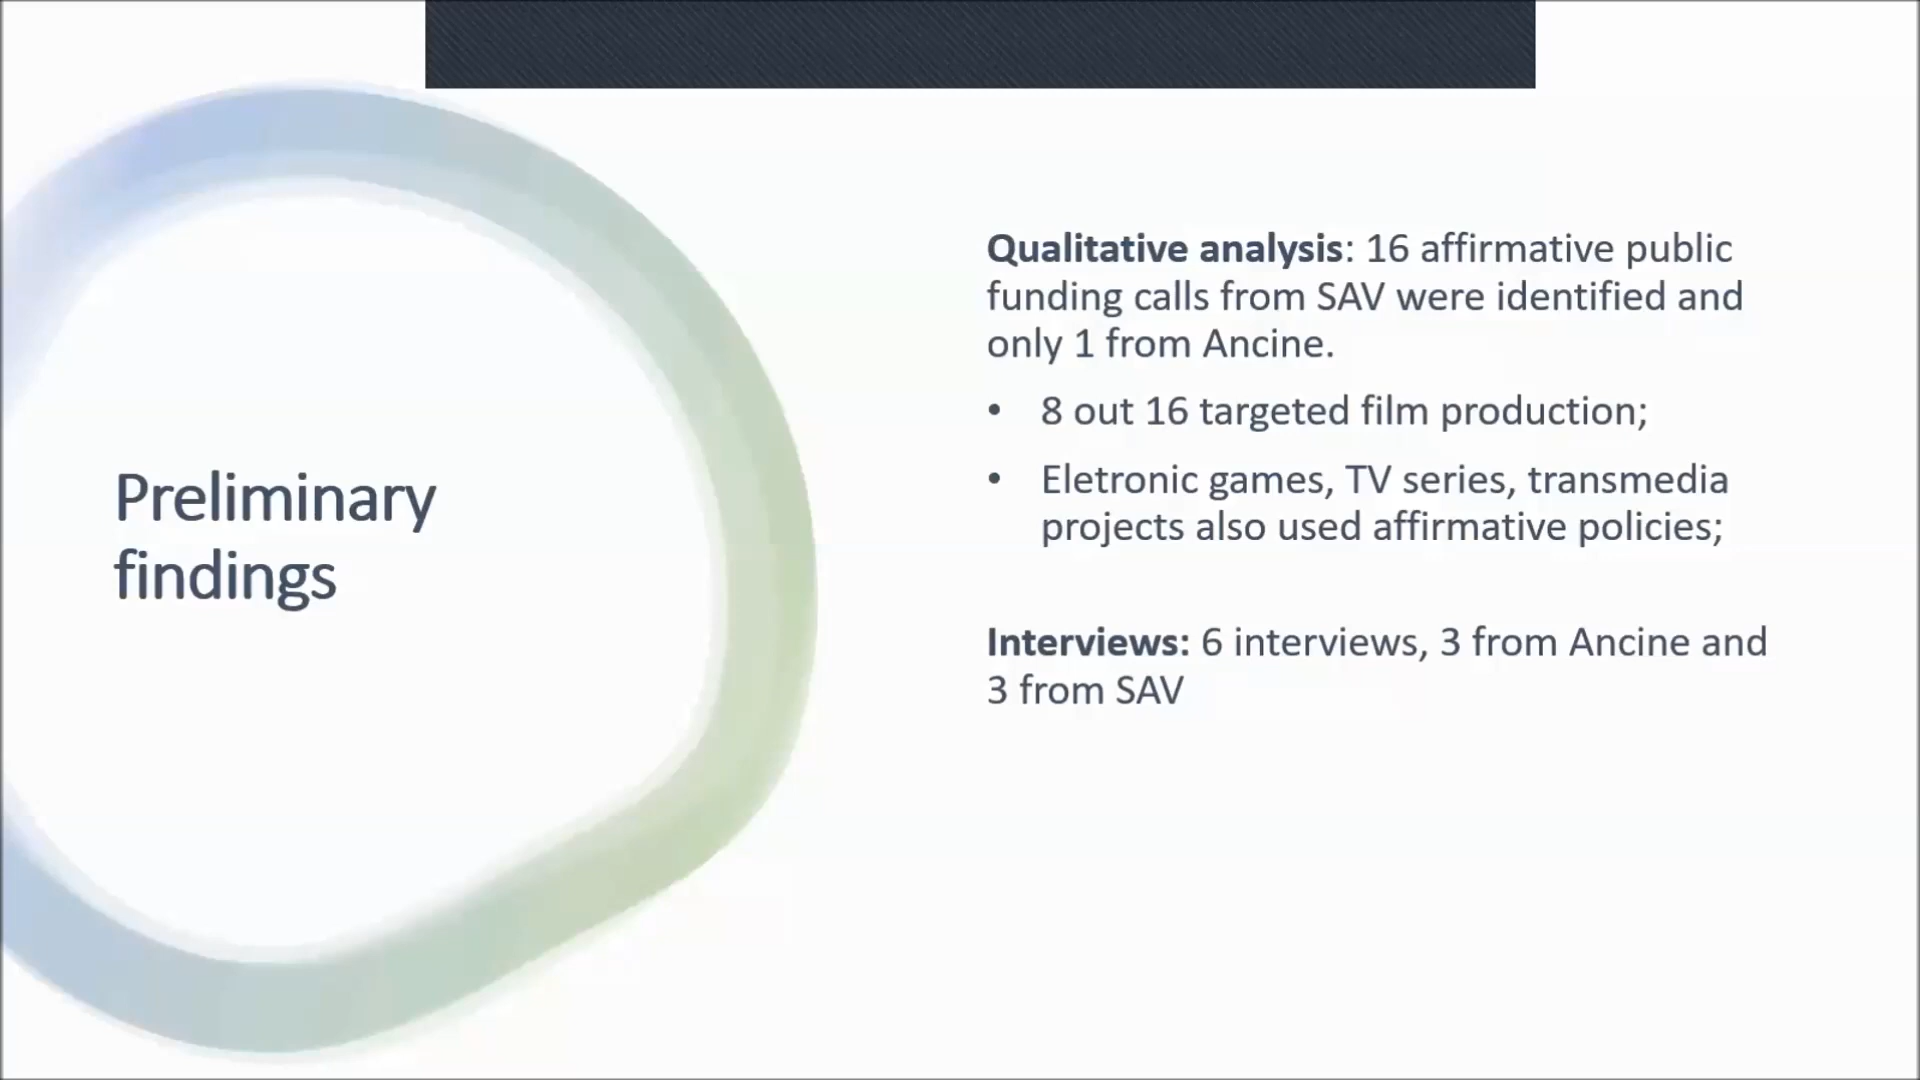 Preliminary
findings
Qualitative analysis: 16 affirmative public
funding calls from SAV were identified and
only 1 from Ancine.
• 8 out 16 targeted film production;
• Eletronic games, TV series, transmedia
projects also used affirmative policies;
Interviews: 6 interviews, 3 from Ancine and
3 from SAV